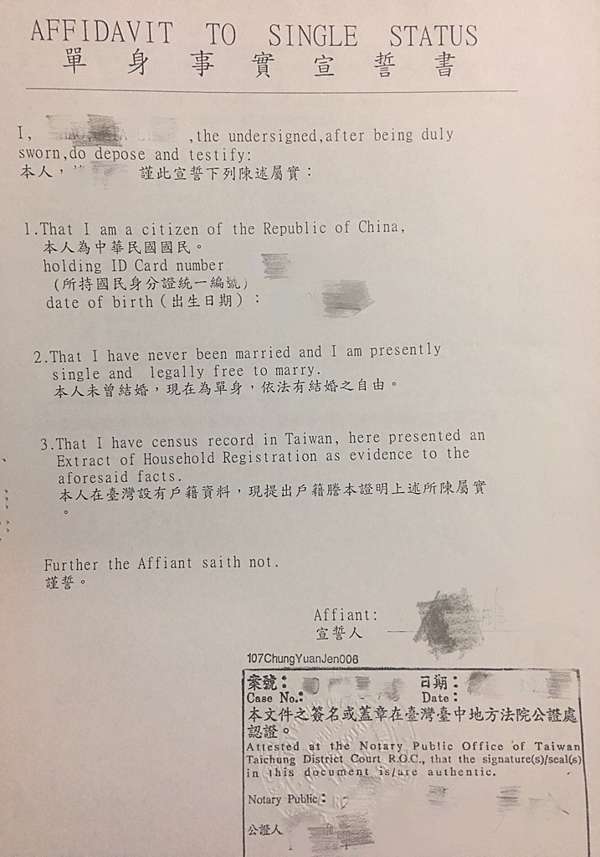 AFFIDAVIT TO SINGLE STATUS
單身事實宣誓書
I, ,the undersigned,after being duly
sworn,do depose and testify:
本人， 謹此宣誓下列陳述屬實：
1.That I am a citizen of the Republic of China,
本人為中華民國國民。
holding ID Card number
(所持國民身分證統一編號)
date of birth(出生日期)：
2.That I have never been married and I am presently
single and legally free to marry.
本人未曾結婚，現在為單身，依法有結婚之自由。
3.That I have census record in Taiwan, here presented an
Extract of Household Registration as evidence to the
aforesaid facts.
本人在臺灣設有戶籍資料，現提出戶籍謄本證明上述所陳屬實
。
Further the Affiant saith not.
謹誓。
Affiant:
宣誓人
107ChungYuanJen006
案號： 日期：
Case No.: Date：
本文件之簽名或蓋章在臺灣臺中地方法院公證處
認證。
Attested at the Notary Public Office of Taiwan
Taichung District Court R.O.C., that the signature(s)/seal(s)
in this document is/are authentic.
Notary Public：
公證人